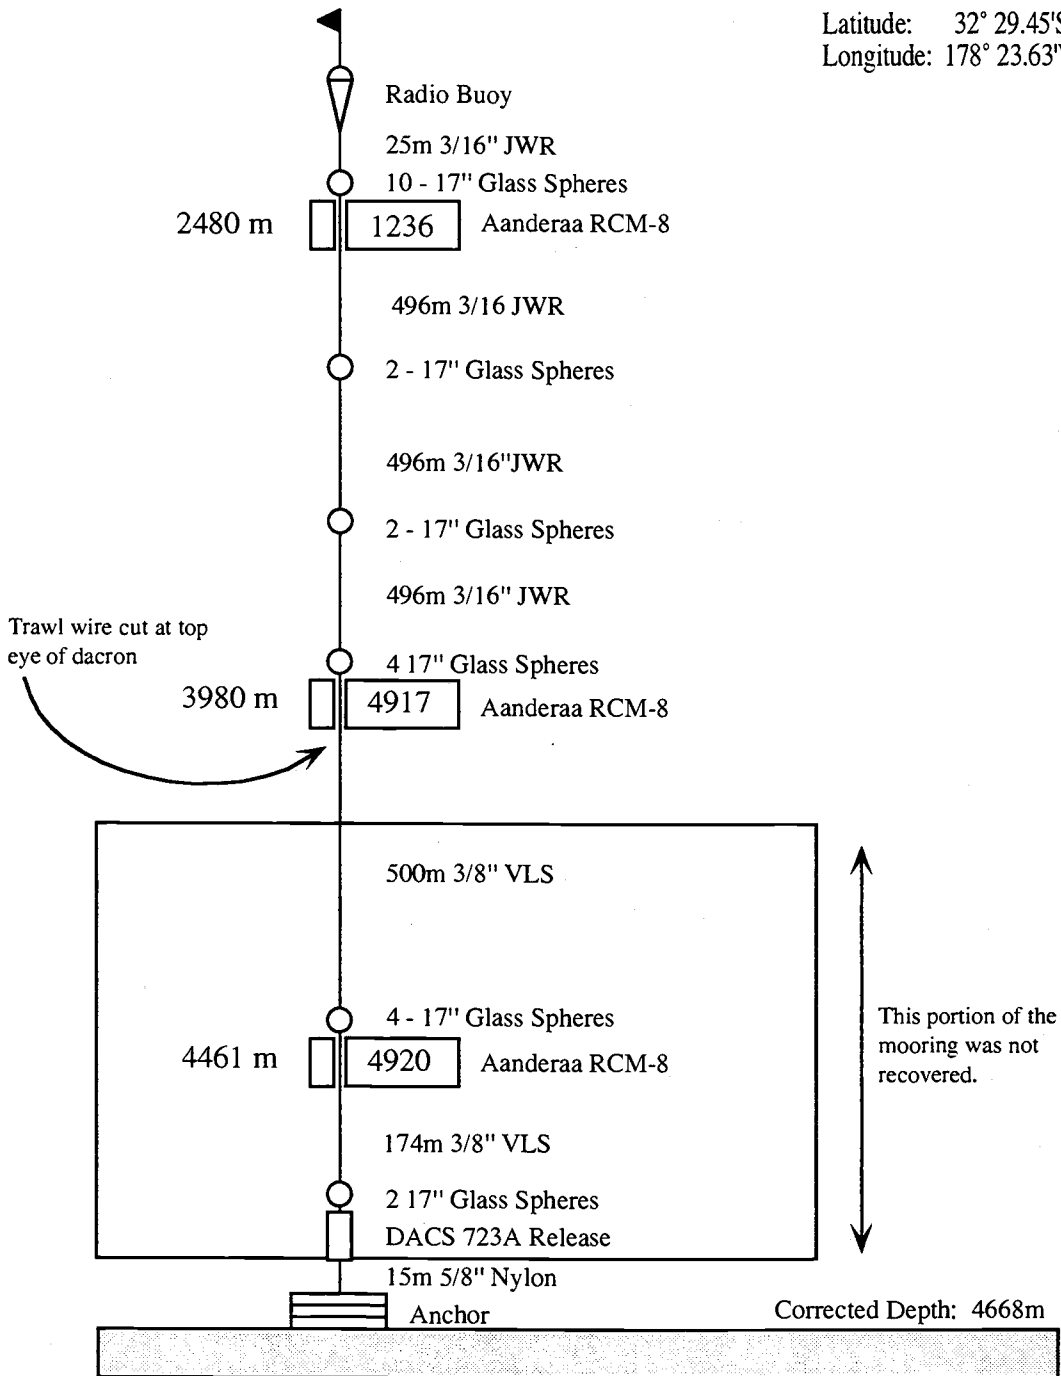 Latitude: 32° 29.45'S
Longitude: 178° 23.63'
Radio Buoy
25m 3/16" JWR
10 - 17" Glass Spheres
2480 m
1236
Aanderaa RCM-8
496m 3/16 JWR
2 - 17" Glass Spheres
496m 3/16"JWR
2 - 17" Glass Spheres
496m 3/16" JWR
Trawl wire cut at top
eye of dacron
4 17" Glass Spheres
3980 m
4917
Aanderaa RCM-8
500m 3/8" VLS
4 - 17" Glass Spheres
4461 m
4920
Aanderaa RCM-8
This portion of the
mooring was not
recovered.
174m 3/8" VLS
2 17" Glass Spheres
DACS 723A Release
15m 5/8" Nylon
Anchor
Corrected Depth: 4668m